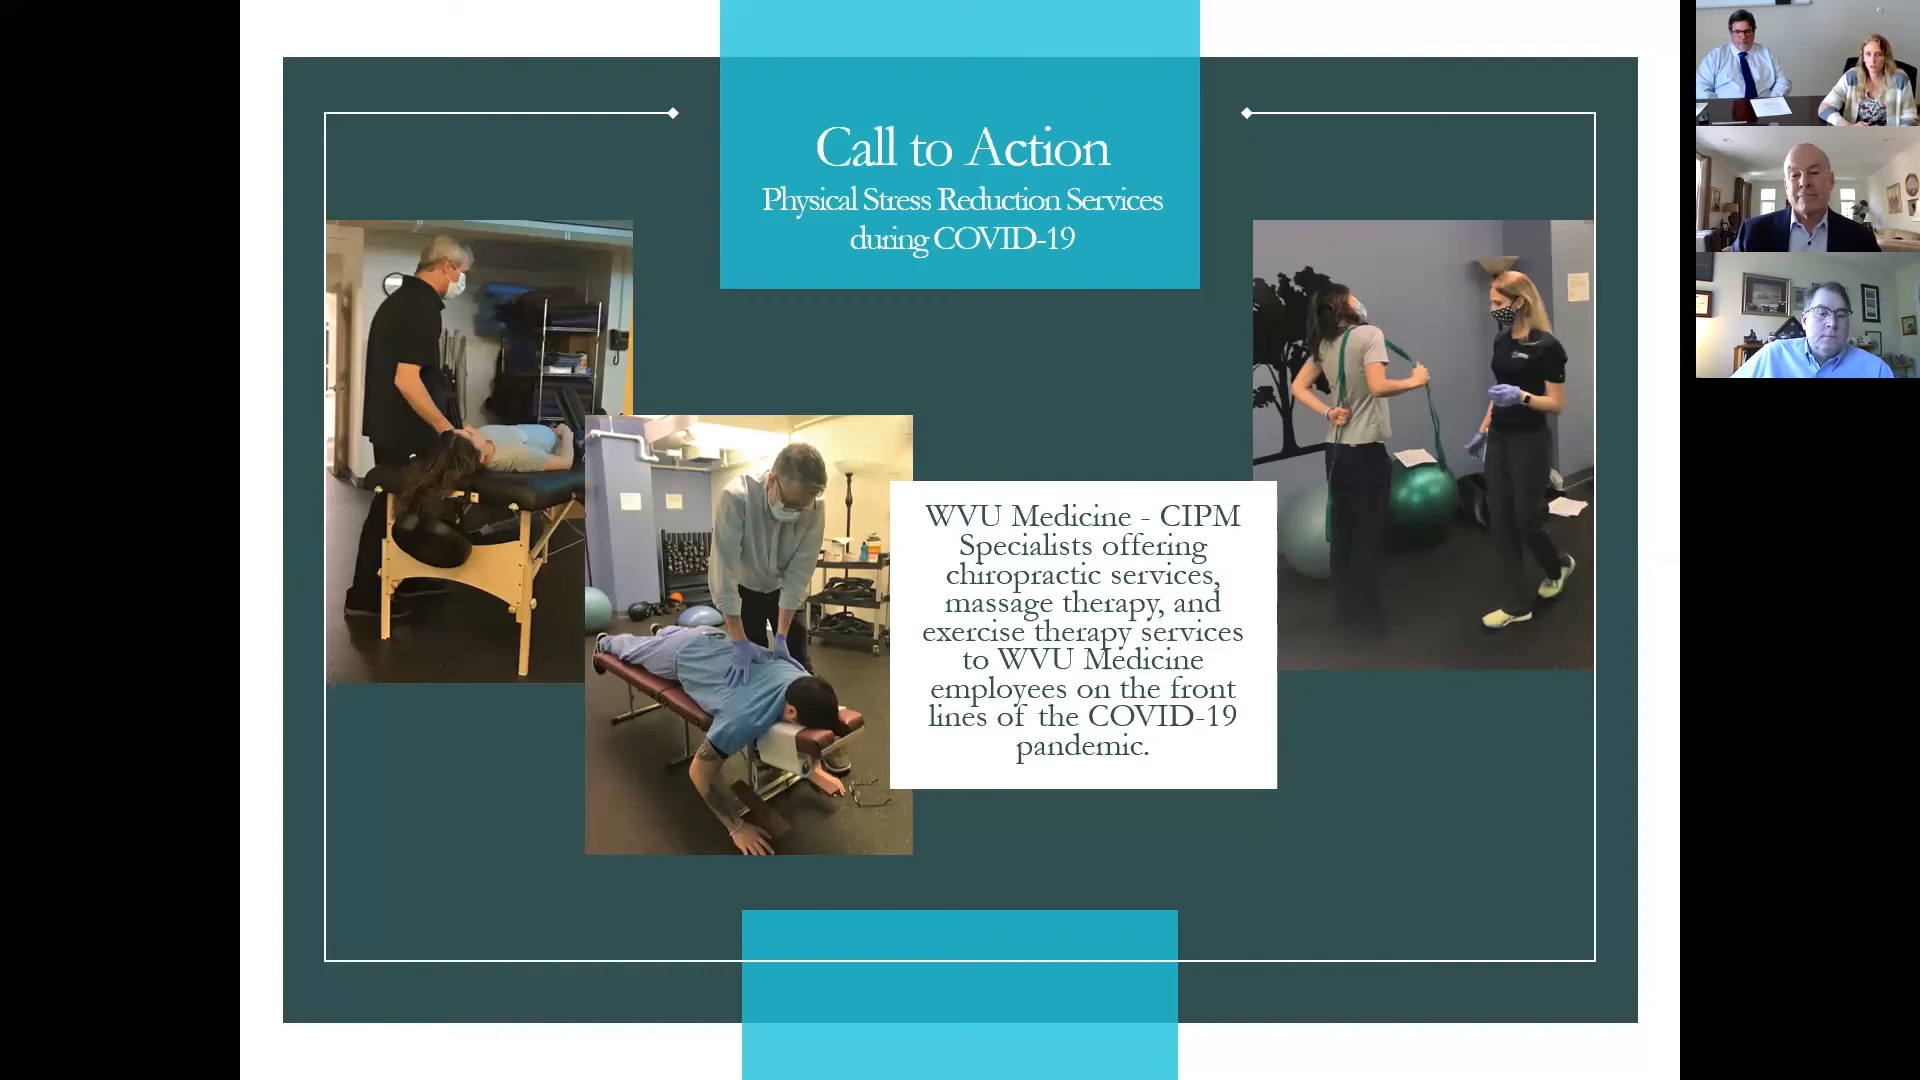 Call to Action
Physical Stress Reduction Services
during COVID-19
WVU Medicine - CIPM
Specialists offering
chiropractic services,
massage therapy, and
exercise therapy services
to WVU Medicine
employees on the front
lines of the COVID-19
pandemic.